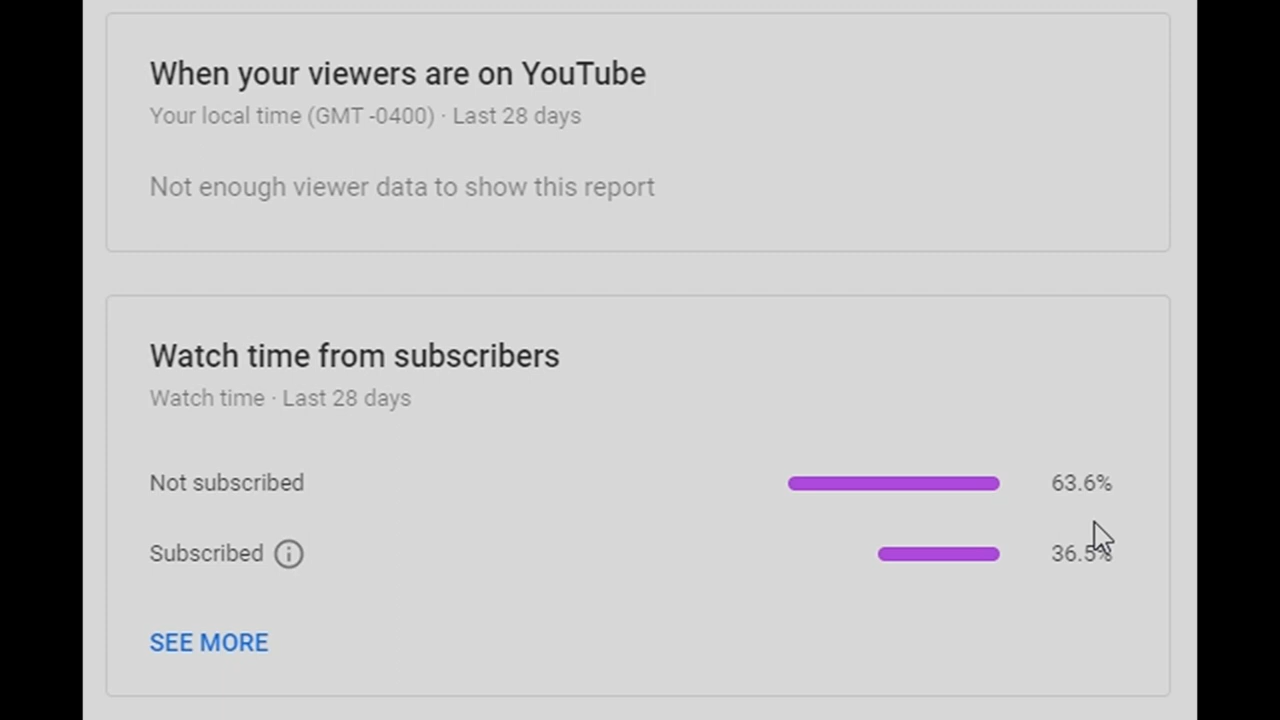 When your viewers are on YouTube
Your local time (GMT -0400) · Last 28 days
Not enough viewer data to show this report
Watch time from subscribers
Watch time · Last 28 days
Not subscribed
63.6%
Subscribed
36.5%
SEE MORE